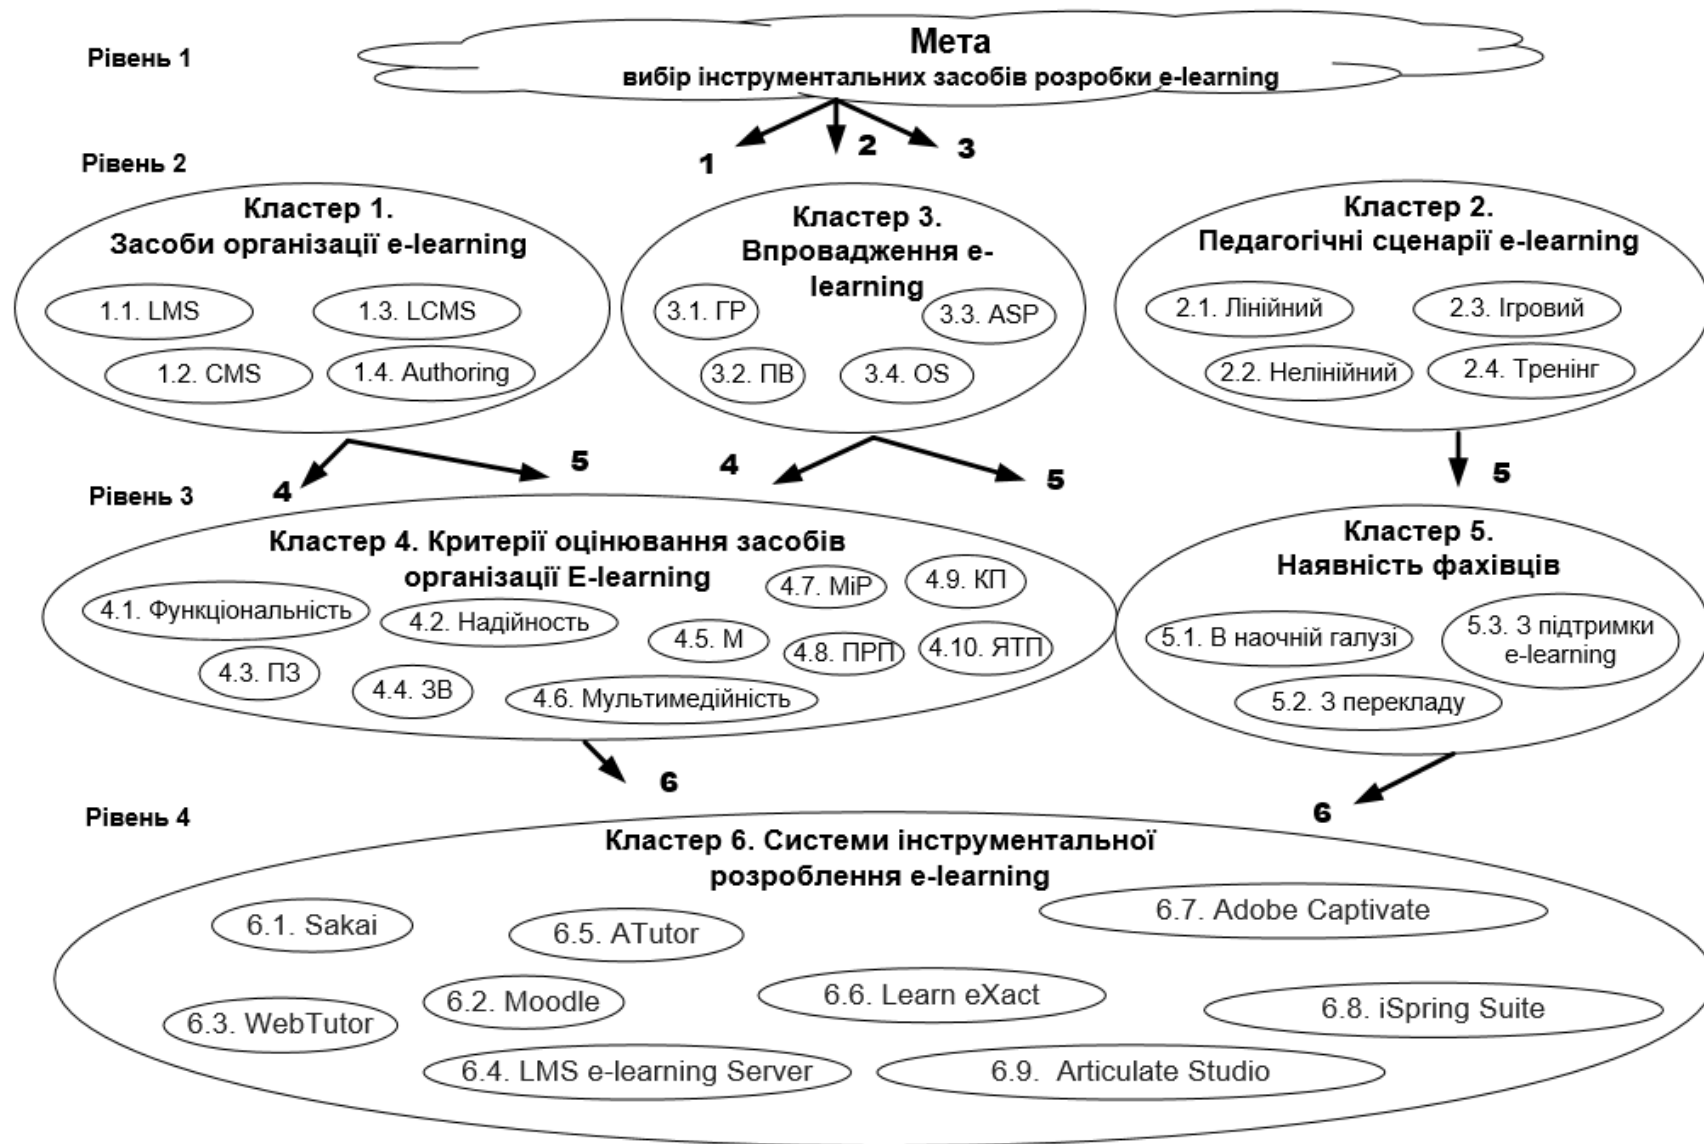 Рівень 1
Мета
вибір інструментальних засобів розробки e-learning
1
2
3
Рівень 2
Кластер 1.
Засоби організації e-learning
1.1. LMS
1.3. LCMS
1.2. CMS
1.4. Authoring
Кластер 3.
Впровадження e-
learning
3.1. ГР
3.3. ASP
3.2. ПВ
3.4. OS
Кластер 2.
Педагогічні сценарії e-learning
2.1. Лінійний
2.3. Ігровий
2.2. Нелінійний
2.4. Тренінг
4
5
4
5
5
Рівень 3
Кластер 4. Критерії оцінювання засобів
організації E-learning
4.7. МіР
4.9. КП
4.1. Функціональність
4.2. Надійность
4.5. М
4.8. ПРП
4.10. ЯТП
4.3. ПЗ
4.4. ЗВ
4.6. Мультимедійність
Кластер 5.
Наявність фахівців
5.1. В наочній галузі
5.3. З підтримки
e-learning
5.2. З перекладу
6
6
Рівень 4
Кластер 6. Системи інструментальної
розроблення e-learning
6.1. Sakai
6.5. ATutor
6.7. Adobe Captivate
6.3. WebTutor
6.2. Moodle
6.6. Learn eXact
6.8. iSpring Suite
6.4. LMS e-learning Server
6.9. Articulate Studio